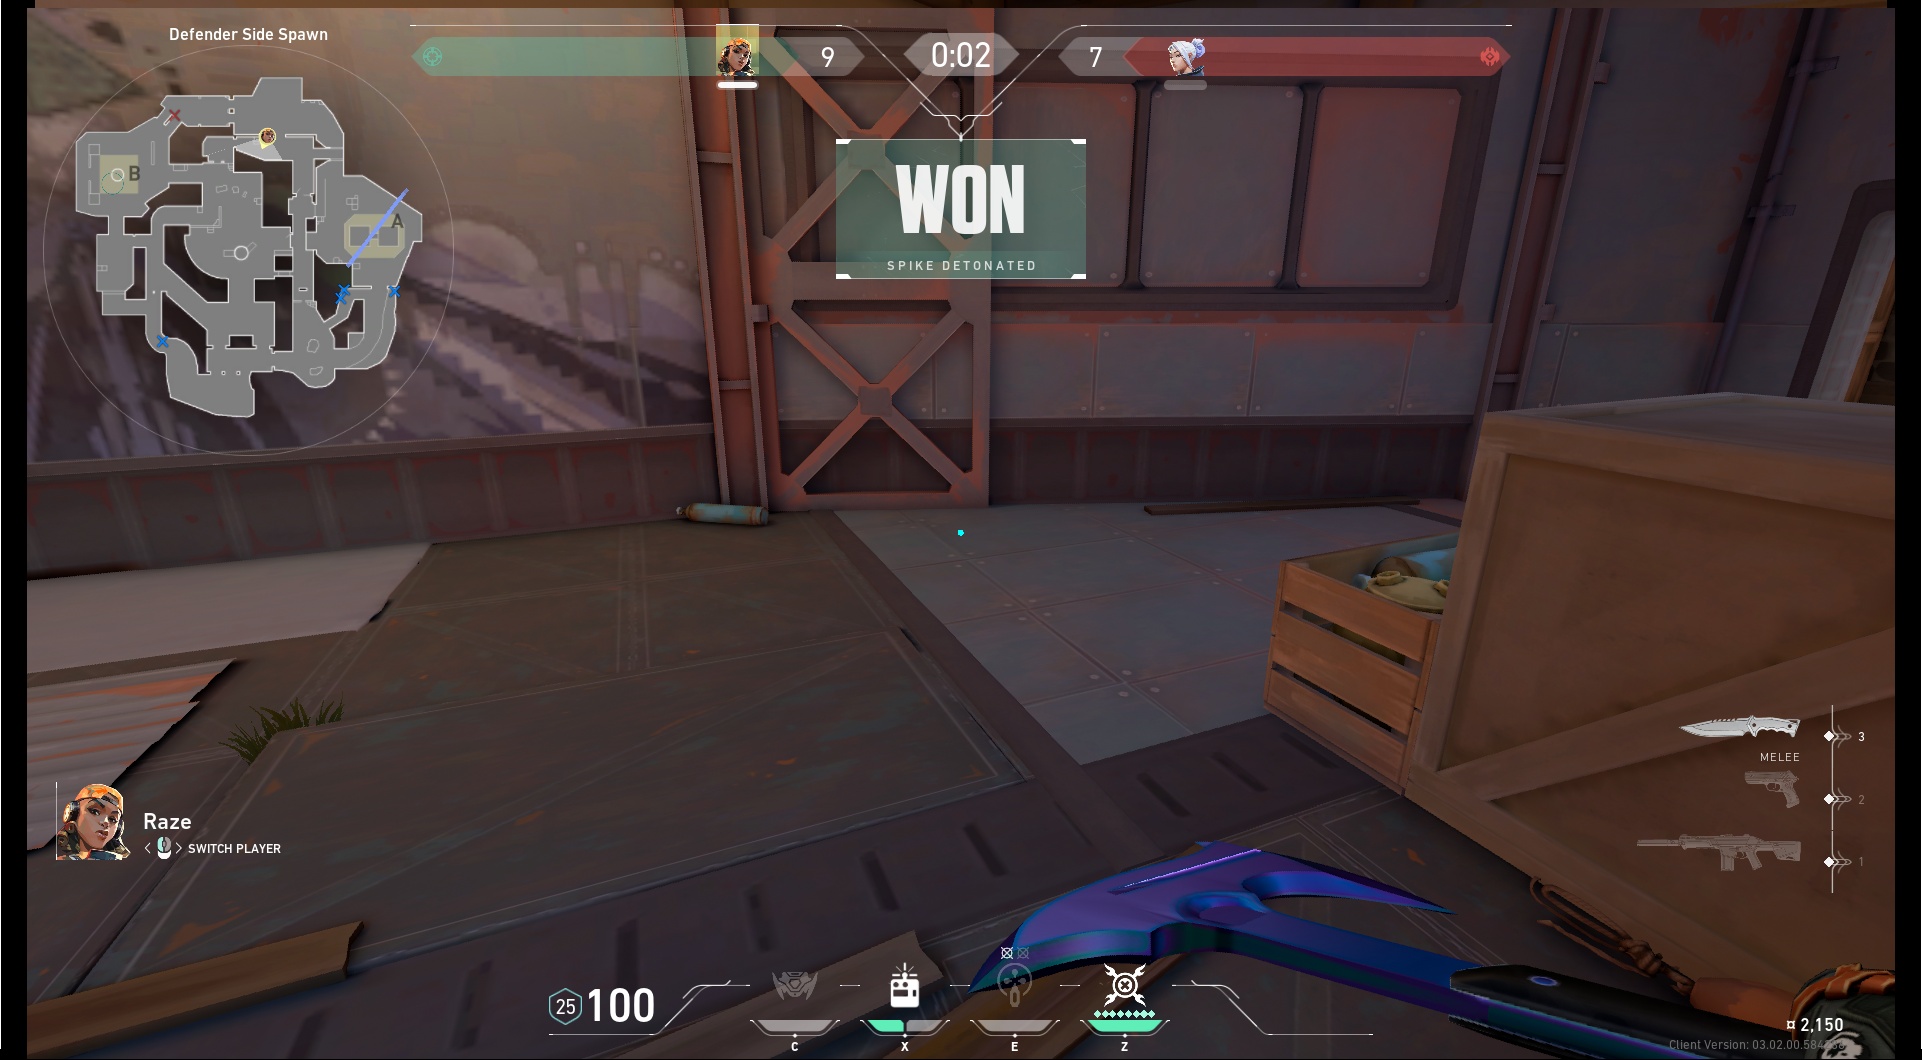 Defender Side Spawn
9
0:02
7
WON
SPIKE DETONATED
B
A
3
MELEE
2
1
Raze
< > SWITCH PLAYER
25
100
C
X
E
Z
¤ 2,150